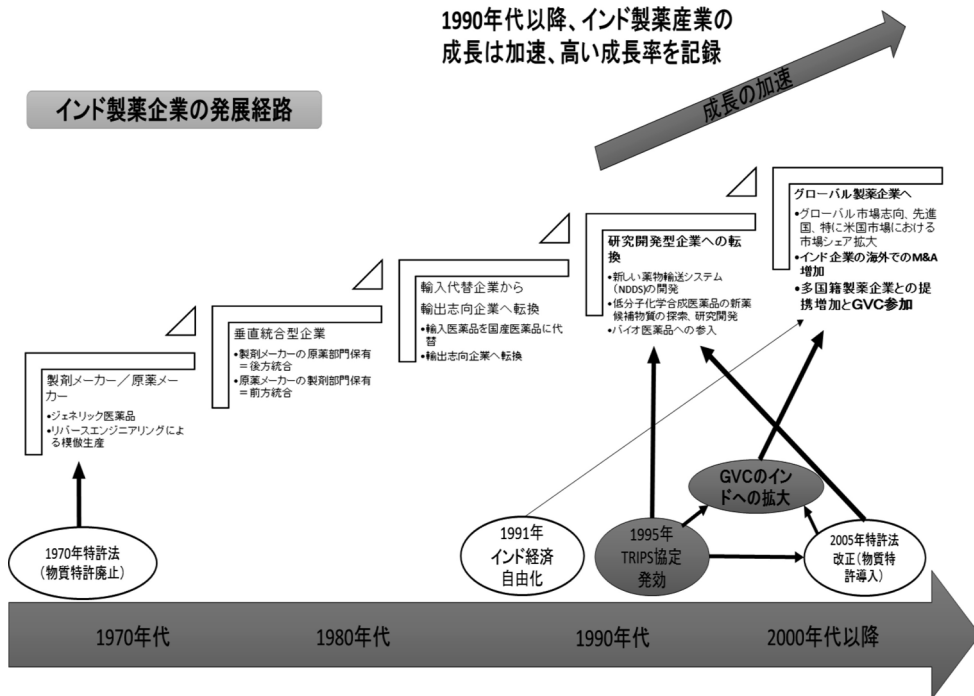 1990年代以降、インド製薬産業の
成長は加速、高い成長率を記録
成長の加速
インド製薬企業の発展経路
製剤メーカー／原薬メー
カー
•ジェネリック医薬品
•リバースエンジニアリングによ
る模倣生産
垂直統合型企業
•製剤メーカーの原薬部門保有
＝後方統合
•原薬メーカーの製剤部門保有
＝前方統合
輸入代替企業から
輸出志向企業へ転換
•輸入医薬品を国産医薬品に代
替
•輸出志向企業へ転換
研究開発型企業への転
換
•新しい薬物輸送システム
（NDDS)の開発
•低分子化学合成医薬品の新薬
候補物質の探索、研究開発
•バイオ医薬品への参入
グローバル製薬企業へ
•グローバル市場志向、先進
国、特に米国市場における
市場シェア拡大
•インド企業の海外でのM&A
増加
•多国籍製薬企業との提
携増加とGVC参加
GVCのイン
ドへの拡大
1970年特許法
（物質特許廃止）
1991年
インド経済
自由化
1995年
TRIPS協定
発効
2005年特許法
改正（物質特
許導入）
1970年代
1980年代
1990年代
2000年代以降